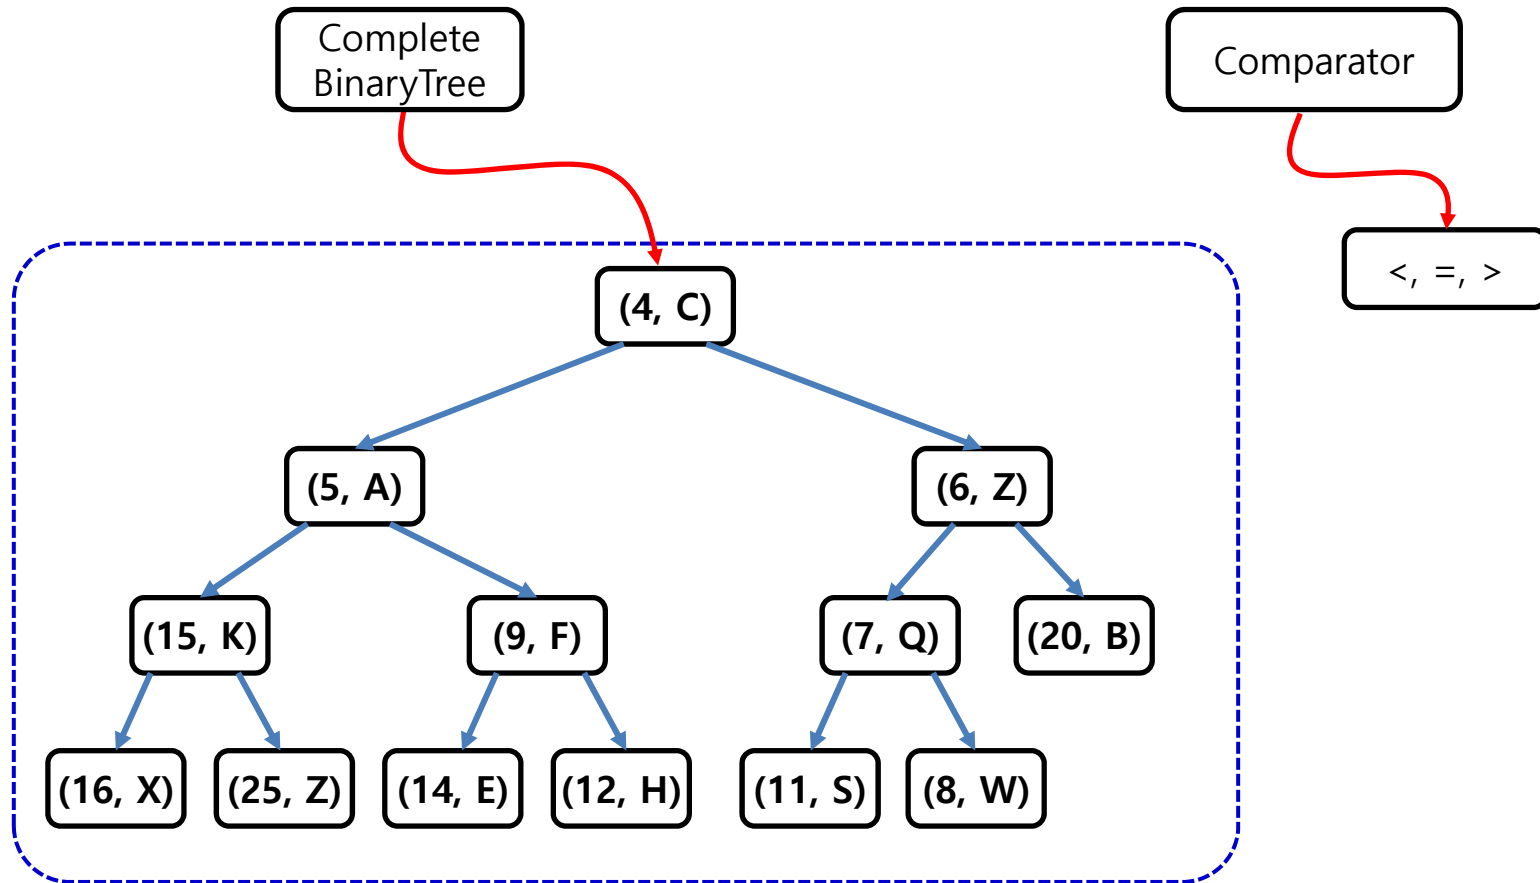 Complete
BinaryTree
Comparator
<, =, >
(4, C)
(5, A)
(6, Z)
(15, K)
(9, F)
(7, Q)
(20, B)
(16, X)
(25, Z)
(14, E)
(12, H)
(11, S)
(8, W)